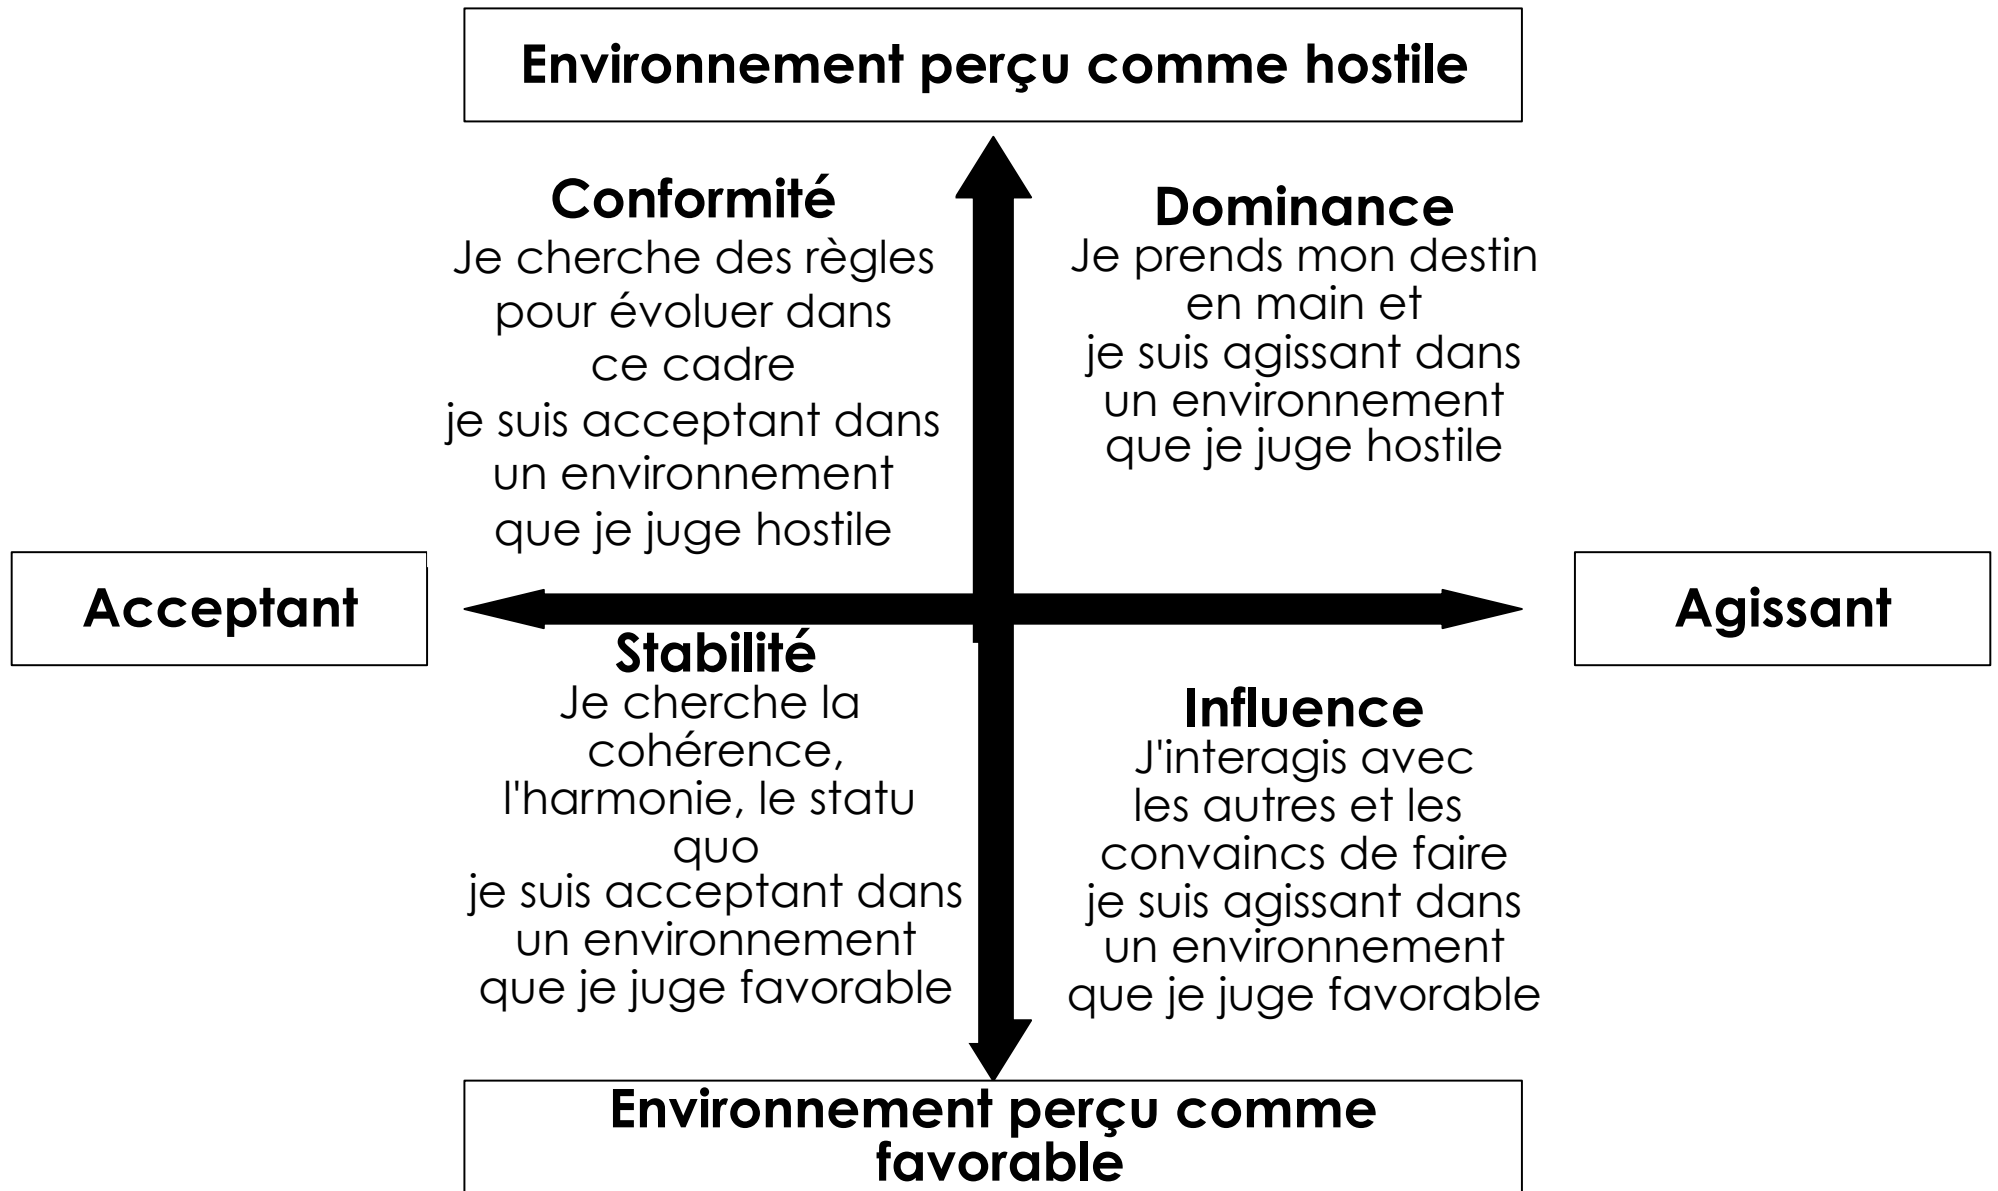 Environnement perçu comme hostile
Conformité
Je cherche des règles
pour évoluer dans
ce cadre
je suis acceptant dans
un environnement
que je juge hostile
Dominance
Je prends mon destin
en main et
je suis agissant dans
un environnement
que je juge hostile
Acceptant
Agissant
Stabilité
Je cherche la
cohérence,
l'harmonie, le statu
quo
je suis acceptant dans
un environnement
que je juge favorable
Influence
J'interagis avec
les autres et les
convaincs de faire
je suis agissant dans
un environnement
que je juge favorable
Environnement perçu comme
favorable